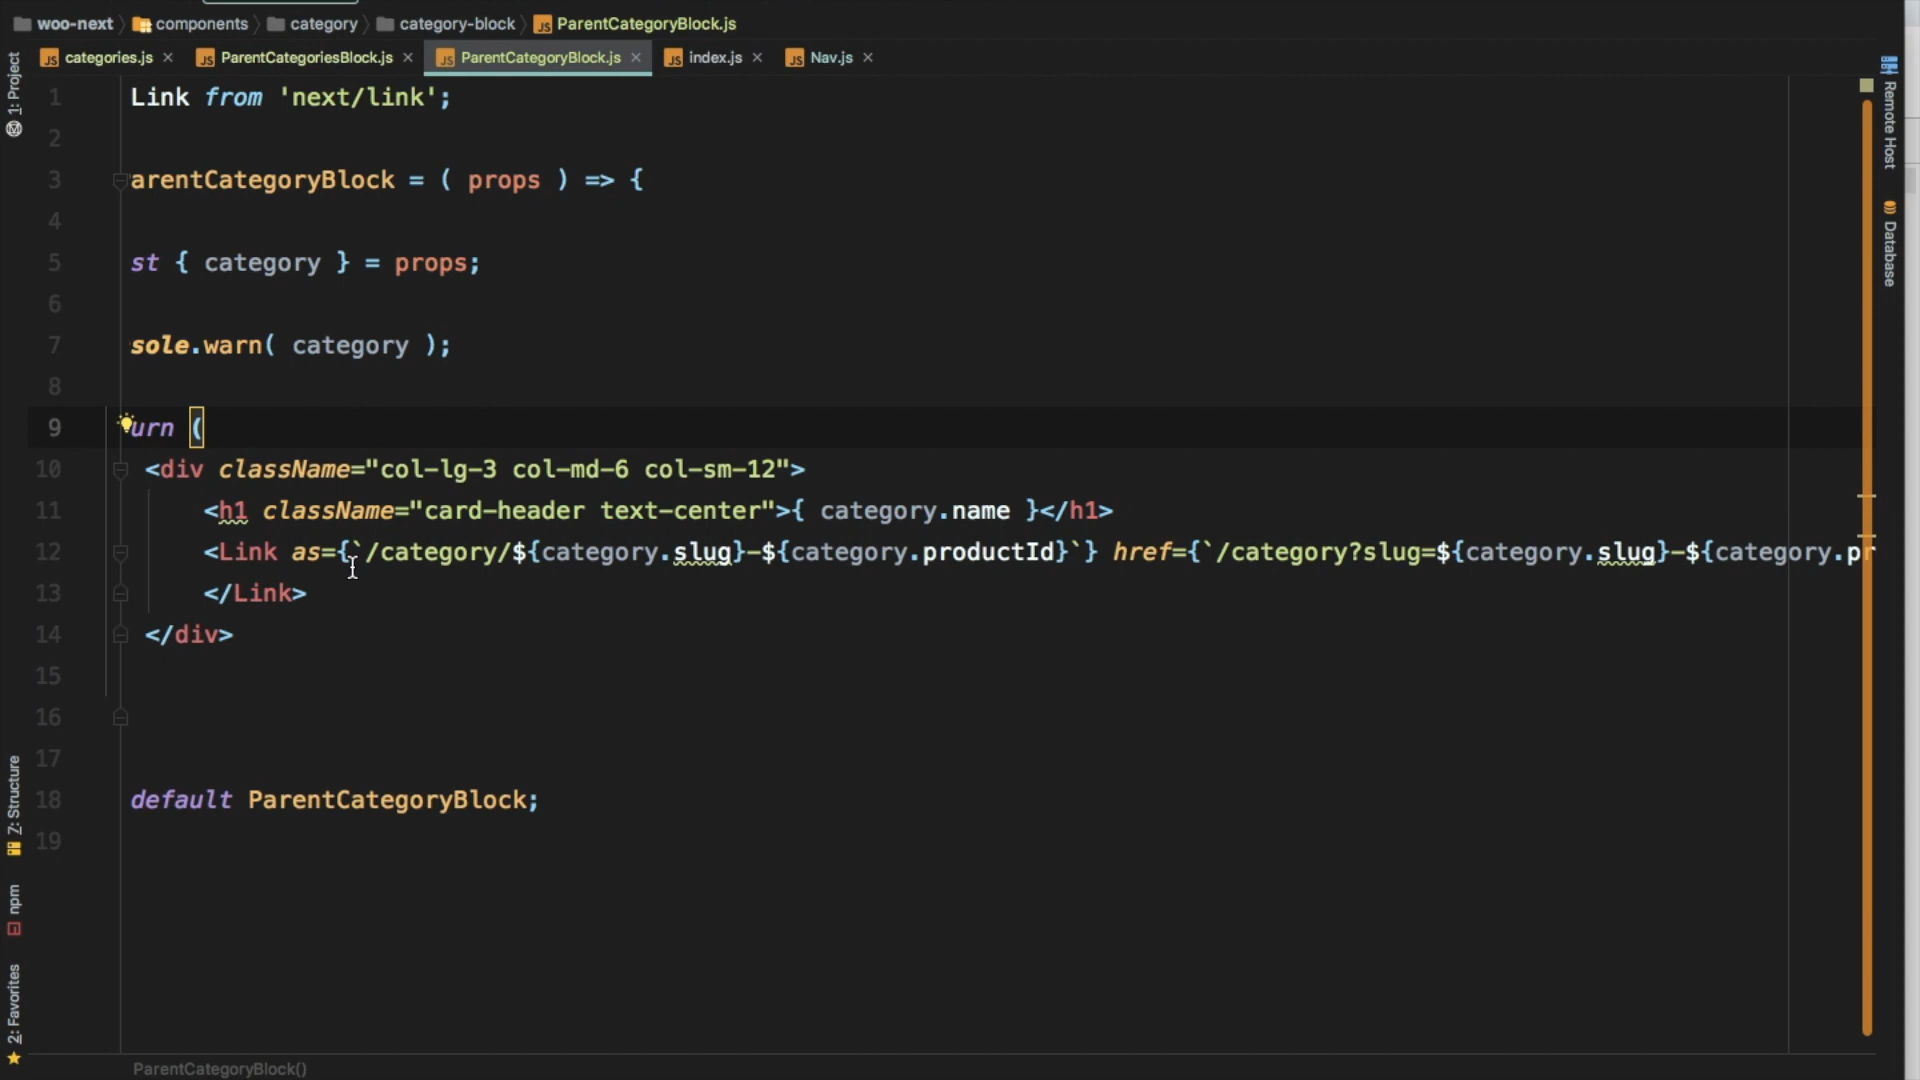 woo-next components category category-block ParentCategoryBlock.js
categories.js ParentCategoriesBlock.js ParentCategoryBlock.js index.js Nav.js
1: Project
Remote Host
Database
1 Link from 'next/link';
2
3 arentCategoryBlock = ( props ) => {
4
5 st { category } = props;
6
7 sole.warn( category );
8
9 urn (
10 <div className="col-lg-3 col-md-6 col-sm-12">
11 <h1 className="card-header text-center">{ category.name }</h1>
12 <Link as={`/category/${category.slug}-${category.productId}`} href={`/category?slug=${category.slug}-${category.pr
13 </Link>
14 </div>
15
16
17
18 default ParentCategoryBlock;
19
Z: Structure
npm
2: Favorites
ParentCategoryBlock()